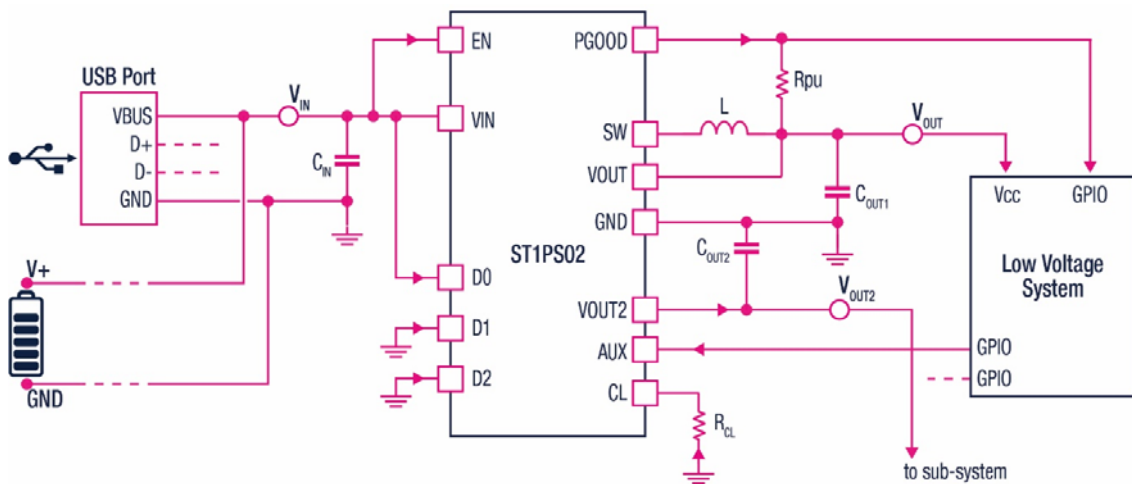 USB Port
VBUS
D+
D-
GND
V+
GND
VIN
CIN
EN
VIN
D0
D1
D2
ST1PS02
PGOOD
SW
VOUT
GND
VOUT2
AUX
CL
Rpu
L
VOUT
COUT1
COUT2
VOUT2
RCL
Vcc
GPIO
Low Voltage
System
GPIO
GPIO
to sub-system